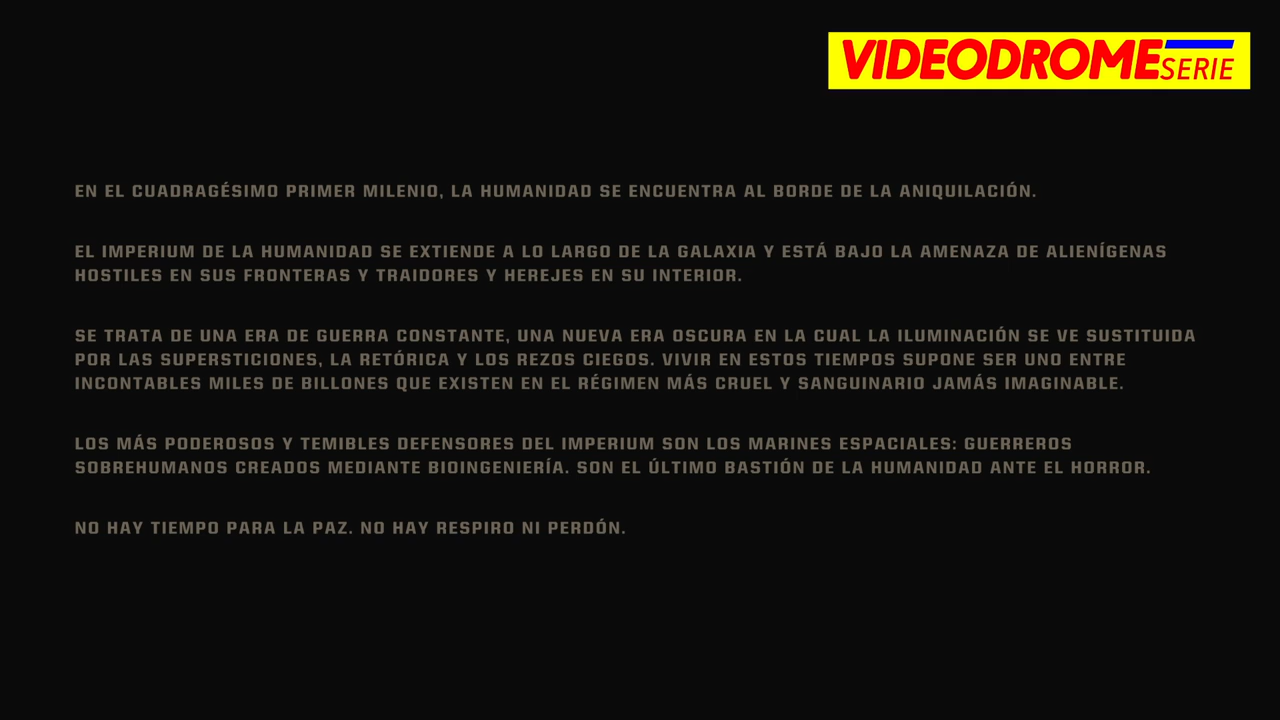 VIDEODROME SERIE
EN EL CUADRAGÉSIMO PRIMER MILENIO, LA HUMANIDAD SE ENCUENTRA AL BORDE DE LA ANIQUILACIÓN.
EL IMPERIUM DE LA HUMANIDAD SE EXTIENDE A LO LARGO DE LA GALAXIA Y ESTÁ BAJO LA AMENAZA DE ALIENÍGENAS
HOSTILES EN SUS FRONTERAS Y TRAIDORES Y HEREJES EN SU INTERIOR.
SE TRATA DE UNA ERA DE GUERRA CONSTANTE, UNA NUEVA ERA OSCURA EN LA CUAL LA ILUMINACIÓN SE VE SUSTITUIDA
POR LAS SUPERSTICIONES, LA RETÓRICA Y LOS REZOS CIEGOS. VIVIR EN ESTOS TIEMPOS SUPONE SER UNO ENTRE
INCONTABLES MILES DE BILLONES QUE EXISTEN EN EL RÉGIMEN MÁS CRUEL Y SANGUINARIO JAMÁS IMAGINABLE.
LOS MÁS PODEROSOS Y TEMIBLES DEFENSORES DEL IMPERIUM SON LOS MARINES ESPACIALES: GUERREROS
SOBREHUMANOS CREADOS MEDIANTE BIOINGENIERÍA. SON EL ÚLTIMO BASTIÓN DE LA HUMANIDAD ANTE EL HORROR.
NO HAY TIEMPO PARA LA PAZ. NO HAY RESPIRO NI PERDÓN.